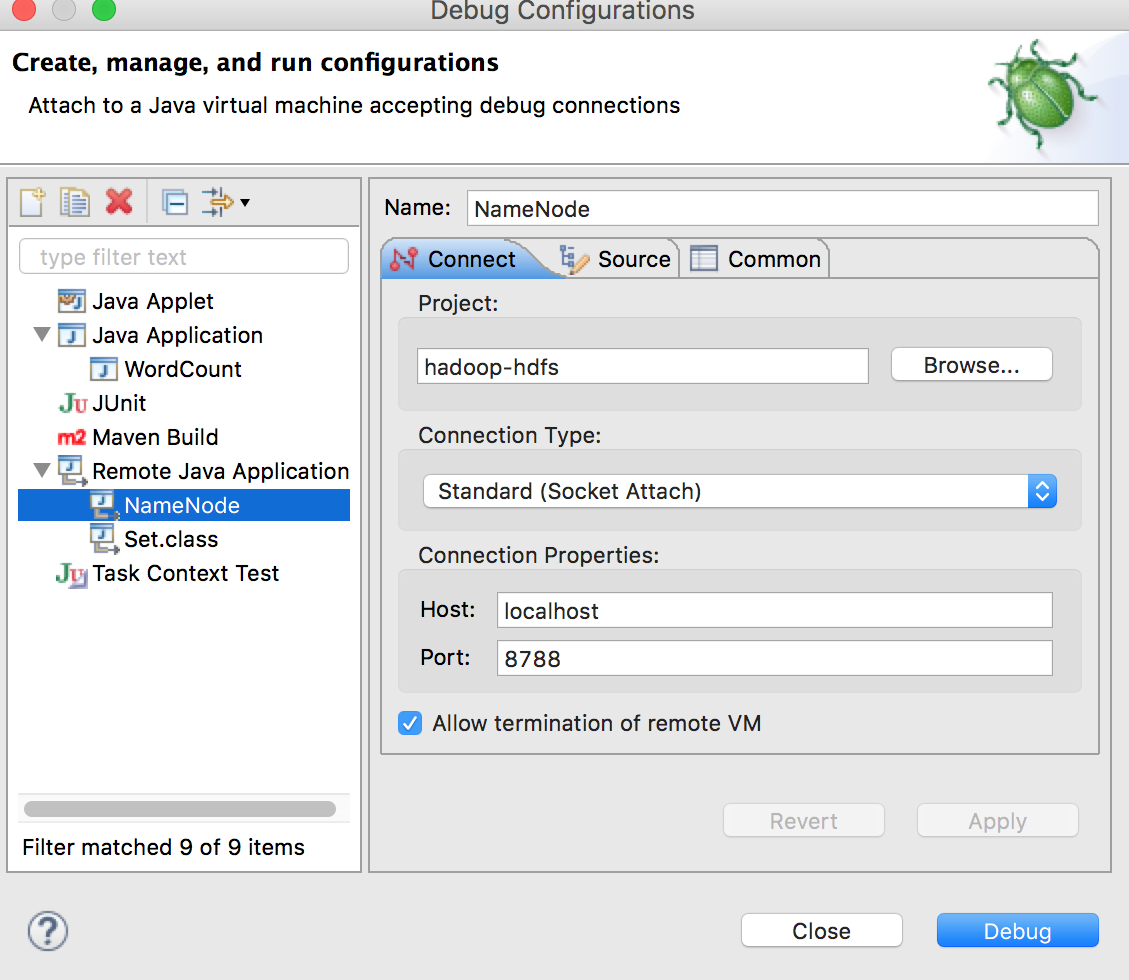 Debug Configurations
Create, manage, and run configurations
Attach to a Java virtual machine accepting debug connections
type filter text
Java Applet
Java Application
WordCount
JUnit
Maven Build
Remote Java Application
NameNode
Set.class
Task Context Test
Filter matched 9 of 9 items
Name: NameNode
Connect Source Common
Project:
hadoop-hdfs Browse...
Connection Type:
Standard (Socket Attach)
Connection Properties:
Host: localhost
Port: 8788
Allow termination of remote VM
Revert Apply
? Close Debug